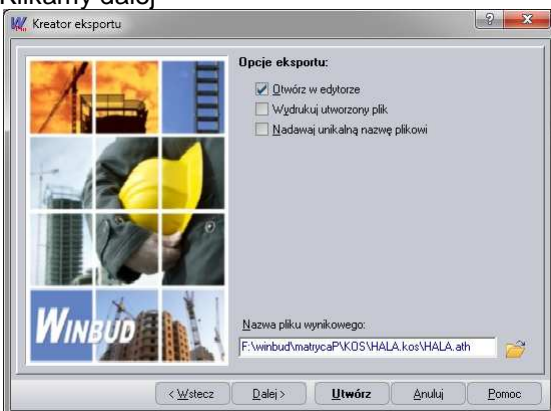 Klikamy dalej
Kreator eksportu
Opcje eksportu:
Otwórz w edytorze
Wydrukuj utworzony plik
Nadawaj unikalną nazwę plikowi
WINBUD
Nazwa pliku wynikowego:
F:\winbud\matrycaP\KOS\HALA.kos\HALA.ath
< Wstecz Dalej > Utwórz Anuluj Pomoc